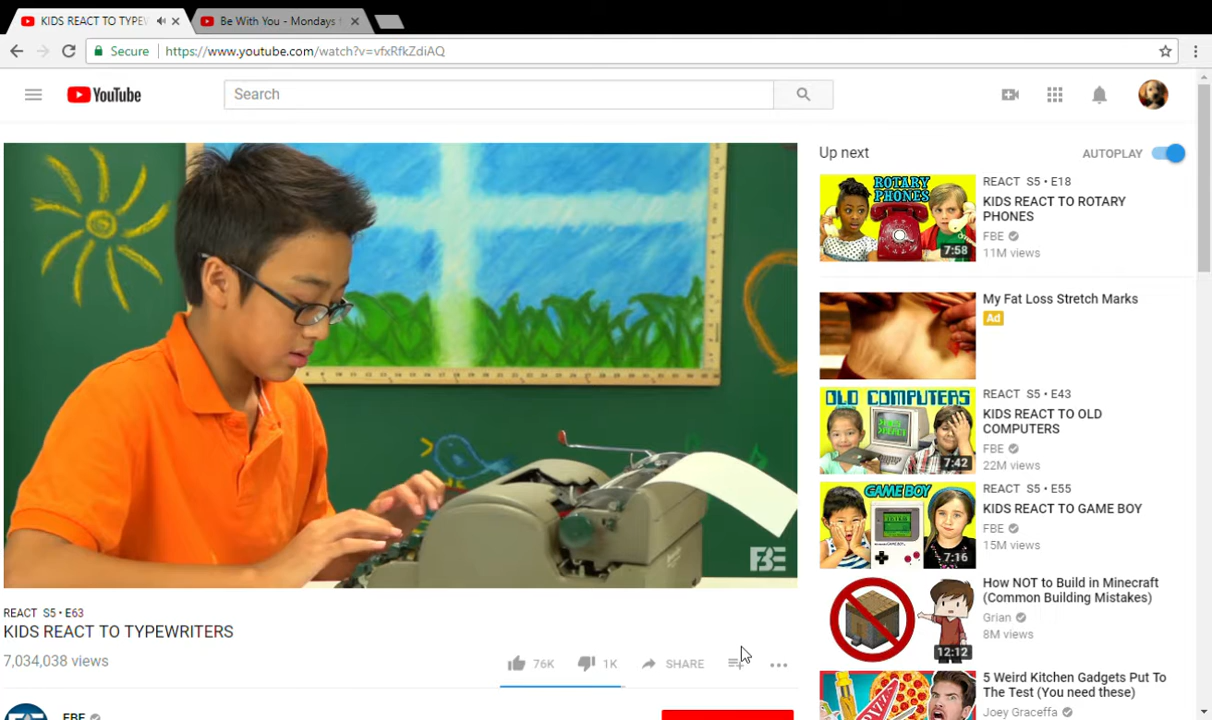 KIDS REACT TO TYPEW
Be With You - Mondays
Secure
https://www.youtube.com/watch?v=vfxRfkZdiAQ
YouTube
Search
FBE
REACT S5 • E63
KIDS REACT TO TYPEWRITERS
7,034,038 views
76K
1K
SHARE
FBE
Up next
AUTOPLAY
ROTARY
PHONES
7:58
REACT S5 • E18
KIDS REACT TO ROTARY
PHONES
FBE
11M views
My Fat Loss Stretch Marks
Ad
OLD COMPUTERS
7:42
REACT S5 • E43
KIDS REACT TO OLD
COMPUTERS
FBE
22M views
GAME BOY
7:16
REACT S5 • E55
KIDS REACT TO GAME BOY
FBE
15M views
12:12
How NOT to Build in Minecraft
(Common Building Mistakes)
Grian
8M views
5 Weird Kitchen Gadgets Put To
The Test (You need these)
Joey Graceffa